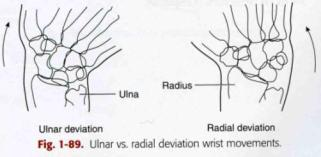 Ulna
Radius
Ulnar deviation
Radial deviation
Fig. 1-89. Ulnar vs. radial deviation wrist movements.